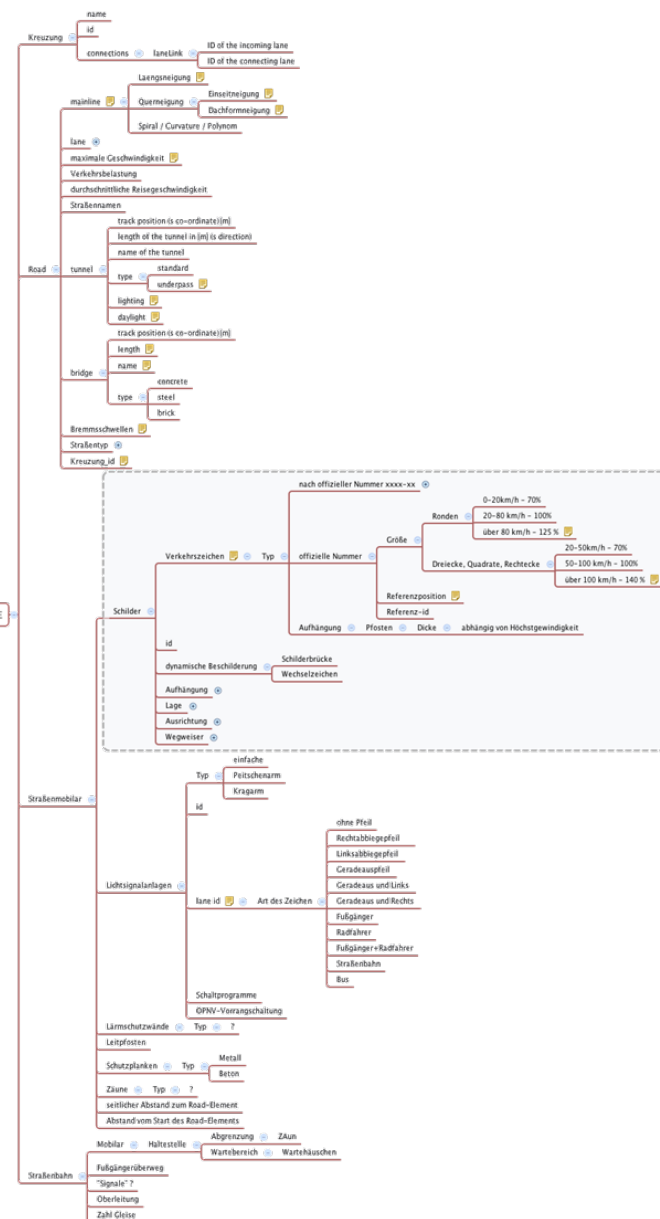 name
Kreuzung
id
connections
laneLink
ID of the incoming lane
ID of the connecting lane
Laengsneigung
mainline
Querneigung
Einseitneigung
Dachformneigung
Spiral / Curvature / Polynom
lane
maximale Geschwindigkeit
Verkehrsbelastung
durchschnittliche Reisegeschwindigkeit
Straßennamen
Road
tunnel
track position (s co-ordinate)[m]
length of the tunnel in [m] (s direction)
name of the tunnel
type
standard
underpass
lighting
daylight
bridge
track position (s co-ordinate)[m]
length
name
type
concrete
steel
brick
Bremmsschwellen
Straßentyp
Kreuzung_id
E
Straßenmobilar
Schilder
Verkehrszeichen
Typ
nach offizieller Nummer xxxx-xx
offizielle Nummer
Größe
Ronden
0-20km/h - 70%
20-80 km/h - 100%
über 80 km/h - 125 %
Dreiecke, Quadrate, Rechtecke
20-50km/h - 70%
50-100 km/h - 100%
über 100 km/h - 140 %
Referenzposition
Referenz-id
Aufhängung
Pfosten
Dicke
abhängig von Höchstgewindigkeit
id
dynamische Beschilderung
Schilderbrücke
Wechselzeichen
Aufhängung
Lage
Ausrichtung
Wegweiser
Lichtsignalanlagen
Typ
einfache
Peitschenarm
Kragarm
id
lane id
Art des Zeichen
ohne Pfeil
Rechtabbiegepfeil
Linksabbiegepfeil
Geradeauspfeil
Geradeaus und Links
Geradeaus und Rechts
Fußgänger
Radfahrer
Fußgänger+Radfahrer
Straßenbahn
Bus
Schaltprogramme
ÖPNV-Vorrangschaltung
Lärmschutzwände
Typ
?
Leitpfosten
Schutzplanken
Typ
Metall
Beton
Zäune
Typ
?
seitlicher Abstand zum Road-Element
Abstand vom Start des Road-Elements
Straßenbahn
Mobilar
Haltestelle
Abgrenzung
ZAun
Wartebereich
Wartehäuschen
Fußgängerüberweg
"Signale" ?
Oberleitung
Zahl Gleise